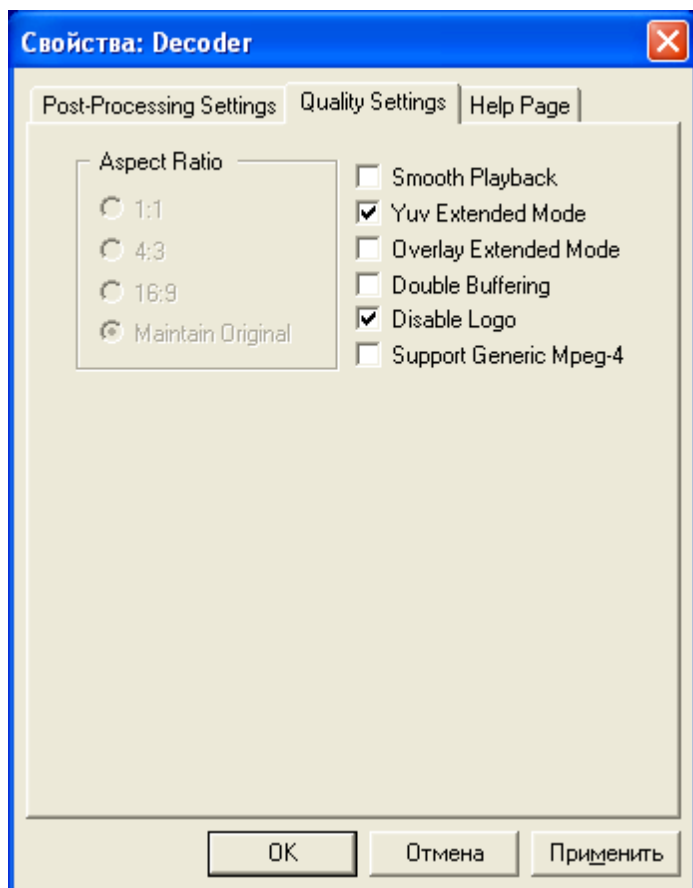 Свойства: Decoder
Post-Processing Settings Quality Settings Help Page
Aspect Ratio
1:1
4:3
16:9
Maintain Original
Smooth Playback
Yuv Extended Mode
Overlay Extended Mode
Double Buffering
Disable Logo
Support Generic Mpeg-4
OK Отмена Применить